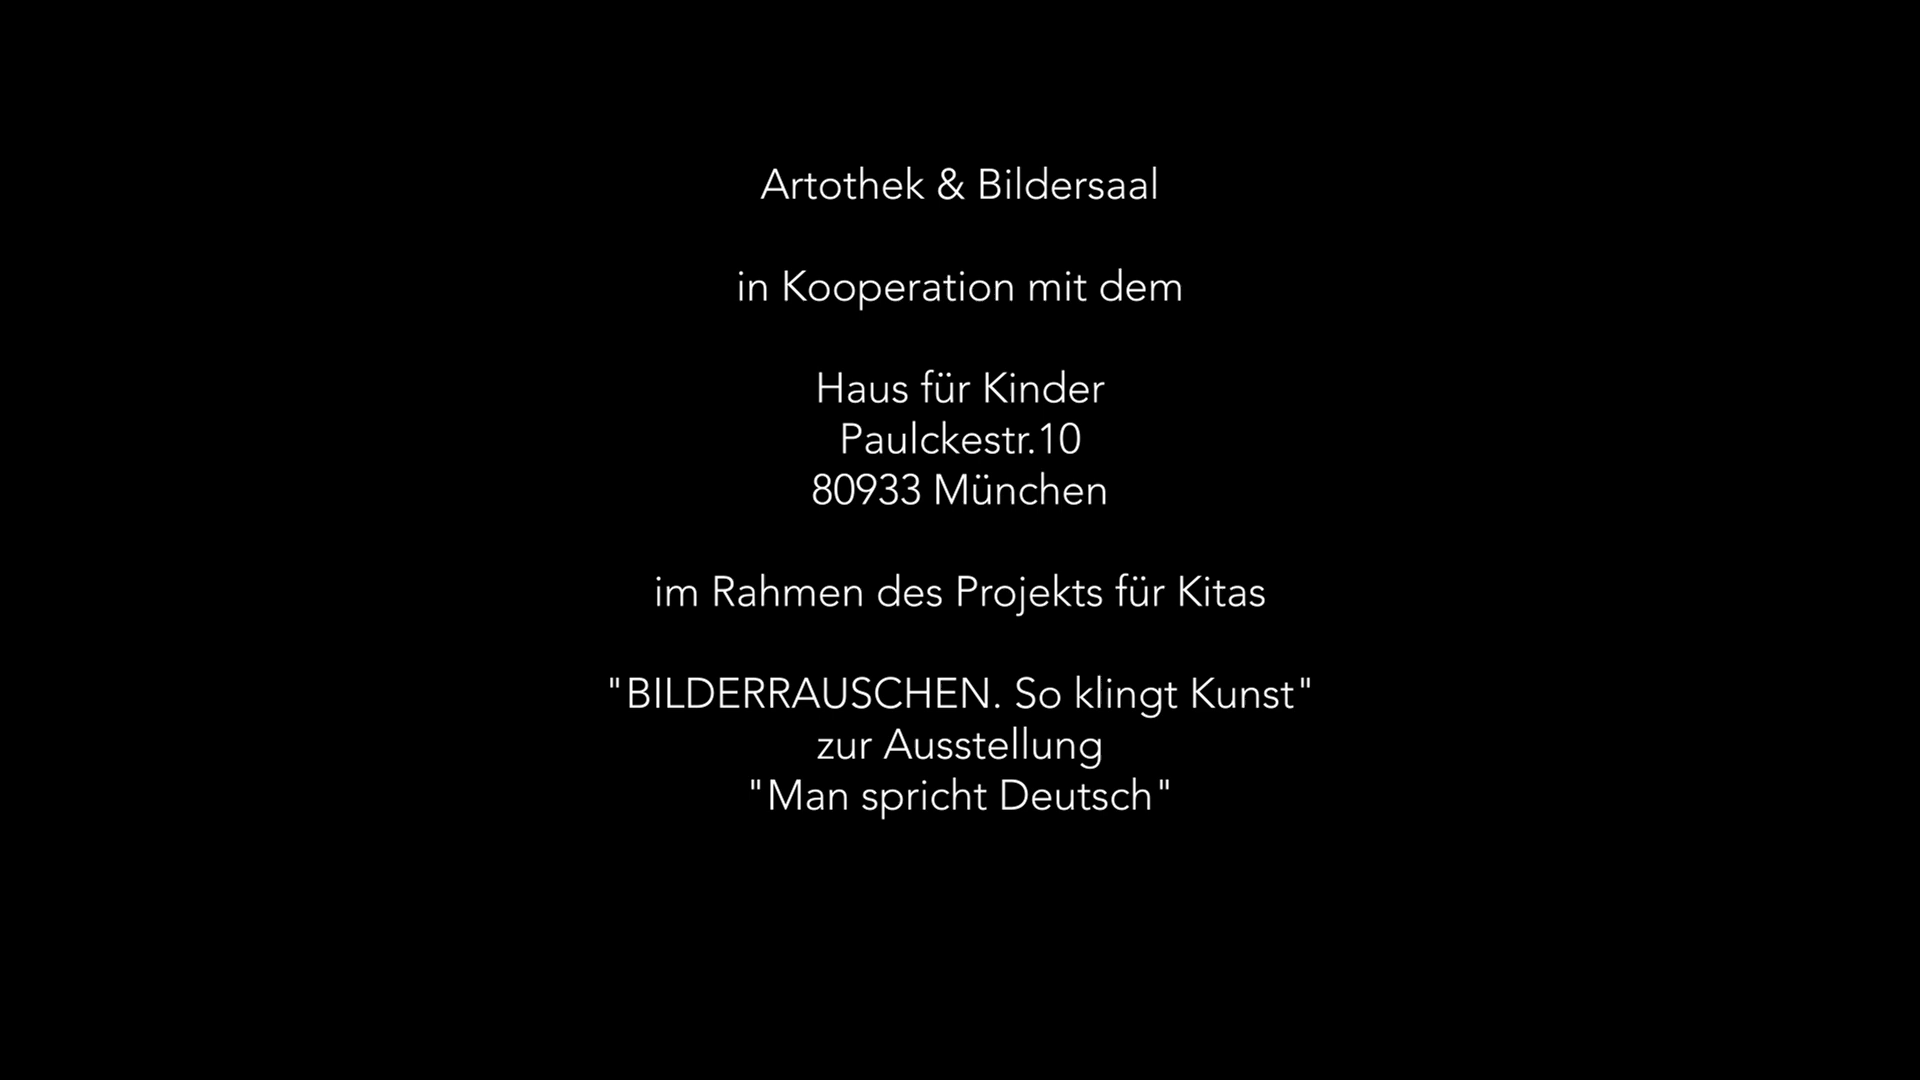 Artothek & Bildersaal
in Kooperation mit dem
Haus für Kinder
Paulckestr.10
80933 München
im Rahmen des Projekts für Kitas
"BILDERRAUSCHEN. So klingt Kunst"
zur Ausstellung
"Man spricht Deutsch"